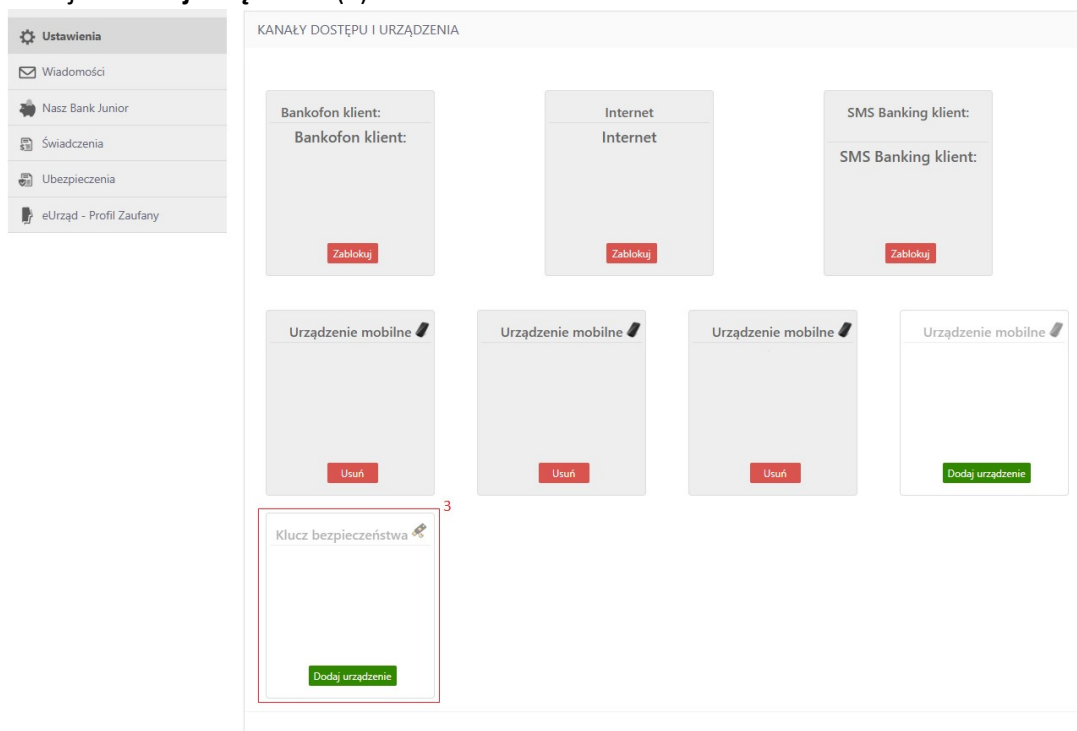 Ustawienia
Wiadomości
Nasz Bank Junior
Świadczenia
Ubezpieczenia
eUrząd - Profil Zaufany
KANAŁY DOSTĘPU I URZĄDZENIA
Bankofon klient:
Bankofon klient:
Zablokuj
Internet
Internet
Zablokuj
SMS Banking klient:
SMS Banking klient:
Zablokuj
Urządzenie mobilne
Usuń
Urządzenie mobilne
Usuń
Urządzenie mobilne
Usuń
Urządzenie mobilne
Dodaj urządzenie
3
Klucz bezpieczeństwa
Dodaj urządzenie